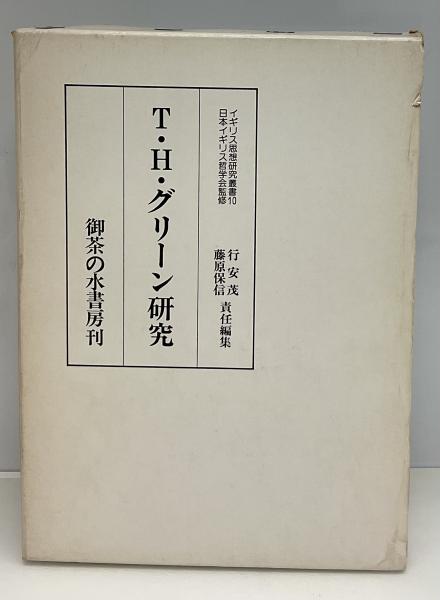 イギリス思想研究叢書10
日本イギリス哲学会監修
行安茂
藤原保信
責任編集
T・H・グリーン研究
御茶の水書房刊